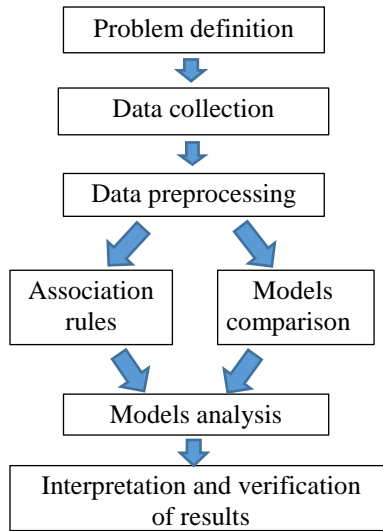 Problem definition
Data collection
Data preprocessing
Association
rules
Models
comparison
Models analysis
Interpretation and verification
of results